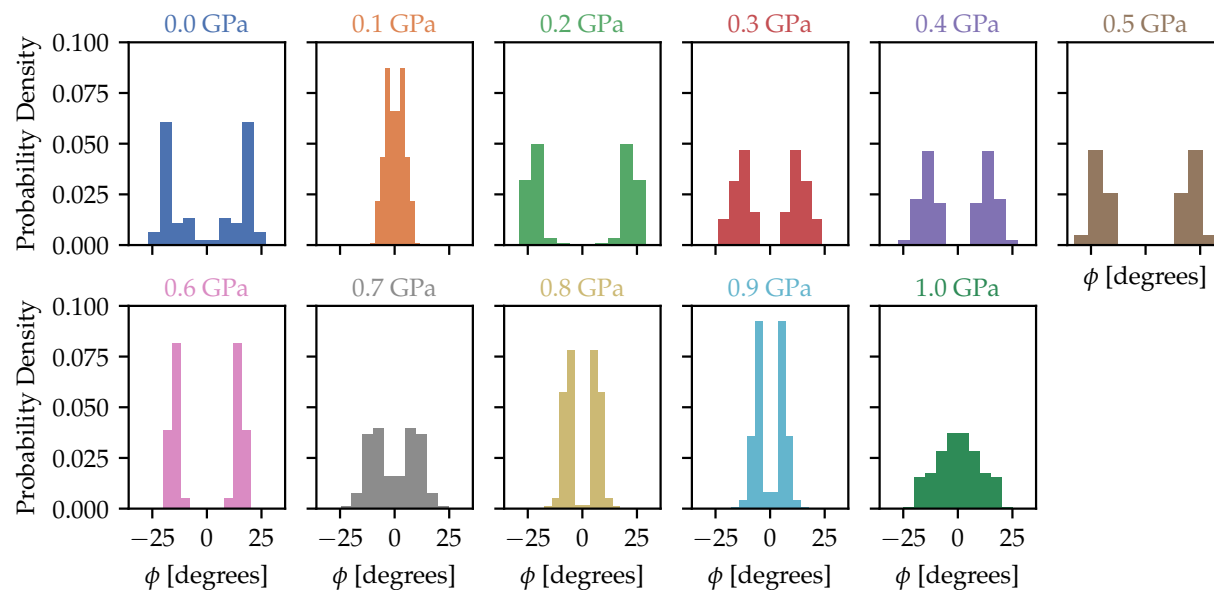 0.0 GPa 0.1 GPa 0.2 GPa 0.3 GPa 0.4 GPa 0.5 GPa
Probability Density
0.100
0.075
0.050
0.025
0.000
ϕ [degrees]
0.6 GPa 0.7 GPa 0.8 GPa 0.9 GPa 1.0 GPa
Probability Density
0.100
0.075
0.050
0.025
0.000
−25 0 25 −25 0 25 −25 0 25 −25 0 25 −25 0 25
ϕ [degrees] ϕ [degrees] ϕ [degrees] ϕ [degrees] ϕ [degrees]